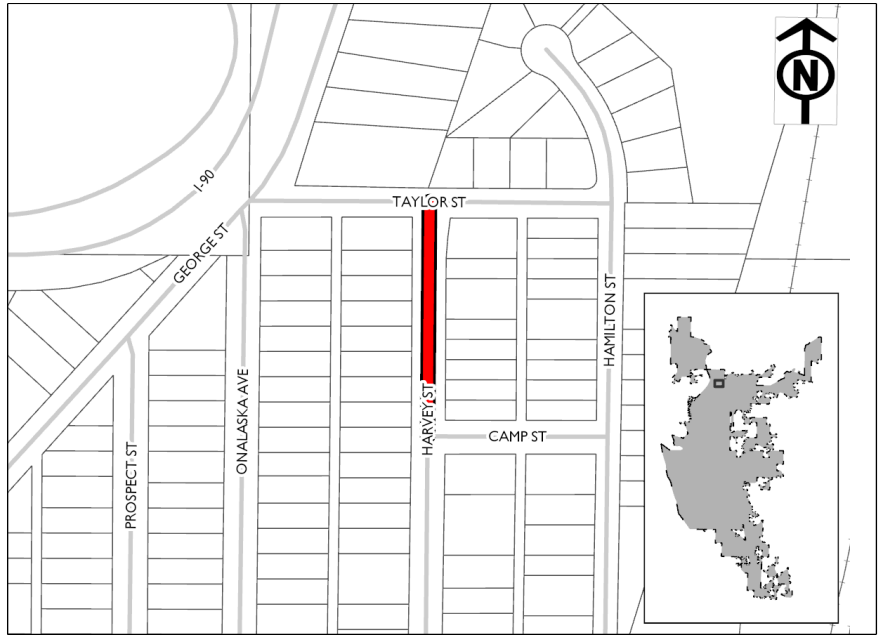 N
TAYLOR ST
I-90
GEORGE ST
HAMILTON ST
ONALASKA AVE
HARVEY ST
CAMP ST
PROSPECT ST